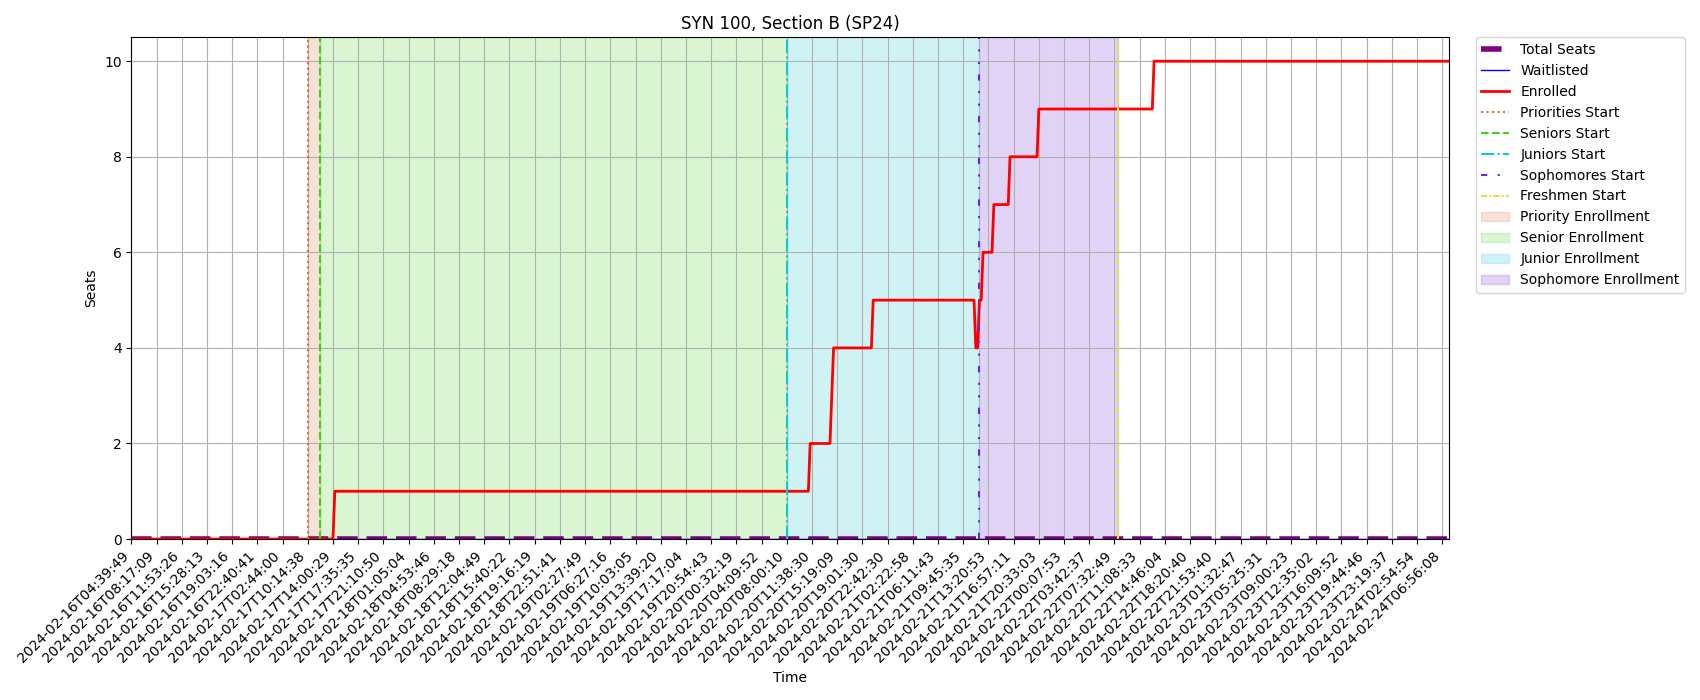 SYN 100, Section B (SP24)
Seats
10
8
6
4
2
0
2024-02-16T04:39:49
2024-02-16T08:17:09
2024-02-16T11:53:26
2024-02-16T15:28:13
2024-02-16T19:03:16
2024-02-16T22:40:41
2024-02-17T02:44:00
2024-02-17T10:14:38
2024-02-17T14:00:29
2024-02-17T17:35:35
2024-02-17T21:10:50
2024-02-18T01:05:04
2024-02-18T04:53:46
2024-02-18T08:29:18
2024-02-18T12:04:49
2024-02-18T15:40:22
2024-02-18T19:16:19
2024-02-18T22:51:41
2024-02-19T02:27:49
2024-02-19T06:27:16
2024-02-19T10:03:05
2024-02-19T13:39:20
2024-02-19T17:17:04
2024-02-19T20:54:43
2024-02-20T00:32:19
2024-02-20T04:09:52
2024-02-20T08:00:10
2024-02-20T11:38:30
2024-02-20T15:19:09
2024-02-20T19:01:30
2024-02-20T22:42:30
2024-02-21T02:22:58
2024-02-21T06:11:43
2024-02-21T09:45:35
2024-02-21T13:20:53
2024-02-21T16:57:11
2024-02-21T20:33:03
2024-02-22T00:07:53
2024-02-22T03:42:37
2024-02-22T07:32:49
2024-02-22T11:08:33
2024-02-22T14:46:04
2024-02-22T18:20:40
2024-02-22T21:53:40
2024-02-23T01:32:47
2024-02-23T05:25:31
2024-02-23T09:00:23
2024-02-23T12:35:02
2024-02-23T16:09:52
2024-02-23T19:44:46
2024-02-23T23:19:37
2024-02-24T02:54:54
2024-02-24T06:56:08
Time
Total Seats
Waitlisted
Enrolled
Priorities Start
Seniors Start
Juniors Start
Sophomores Start
Freshmen Start
Priority Enrollment
Senior Enrollment
Junior Enrollment
Sophomore Enrollment